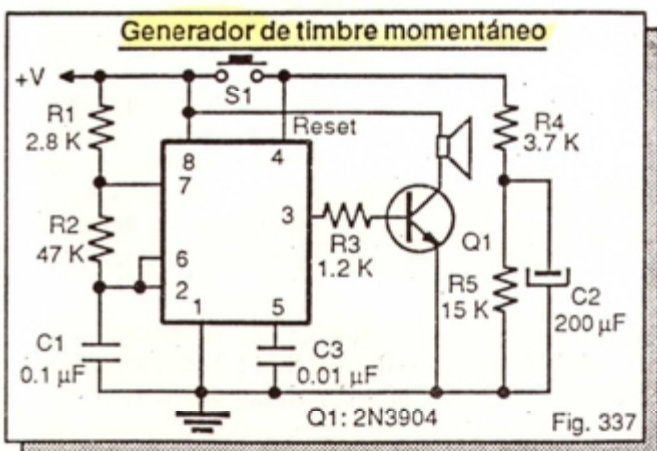 Generador de timbre momentáneo
+V
S1
R1
2.8 K
Reset
R4
3.7 K
8
4
7
3
R2
47 K
6
2
R3
1.2 K
Q1
R5
15 K
C2
200 µF
1
5
C1
0.1 µF
C3
0.01 µF
Q1: 2N3904
Fig. 337